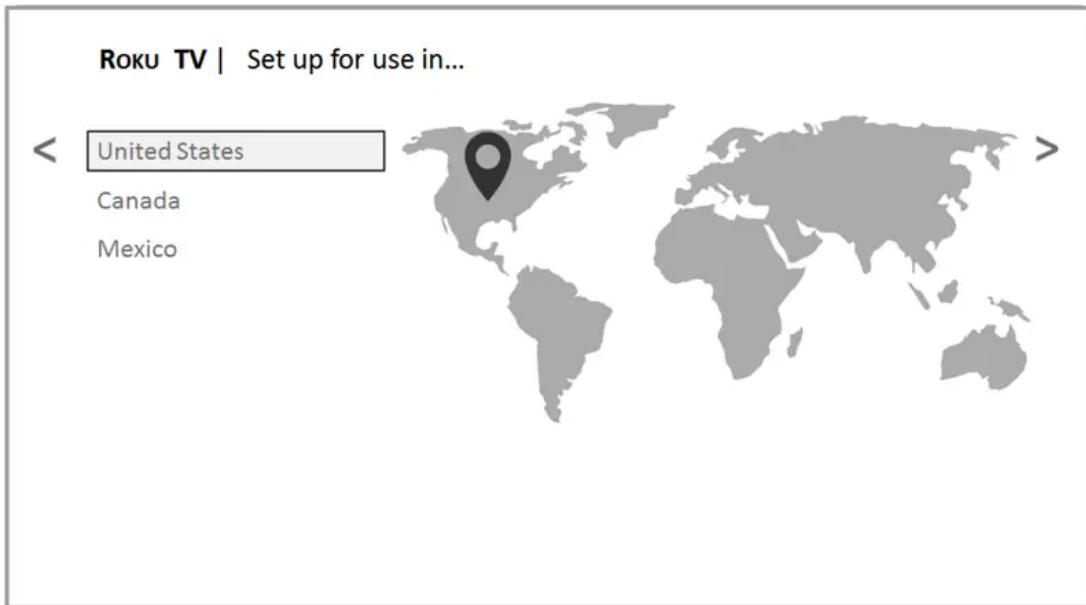 ROKU TV | Set up for use in...
<
United States
>
Canada
Mexico